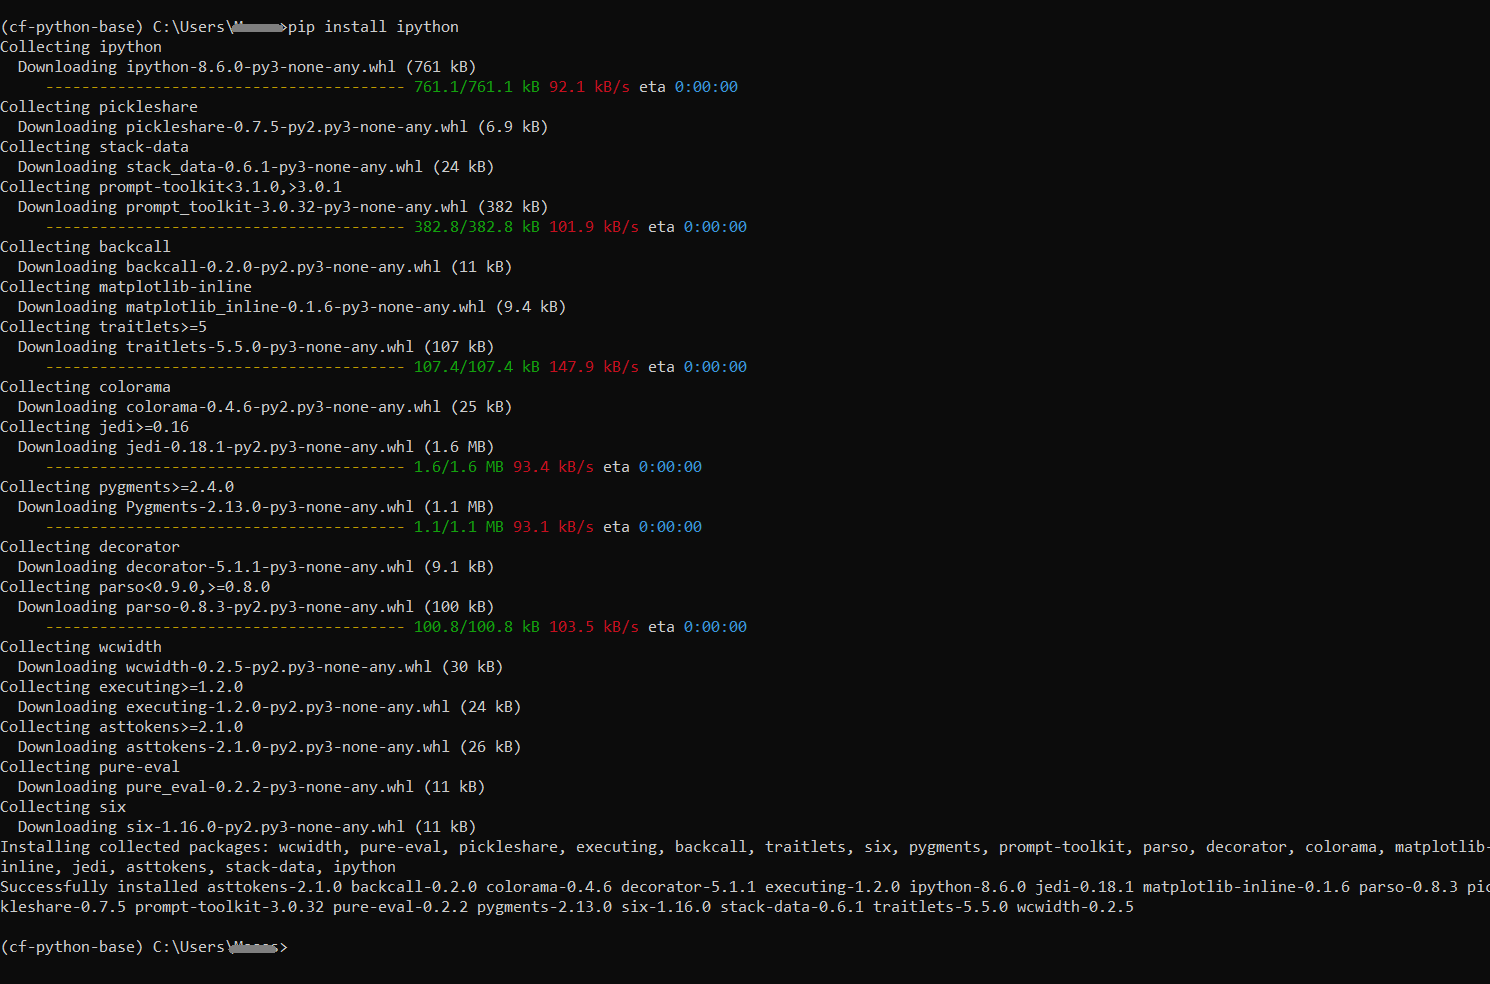 (cf-python-base) C:\Users\>pip install ipython
Collecting ipython
Downloading ipython-8.6.0-py3-none-any.whl (761 kB)
---------------------------------------- 761.1/761.1 kB 92.1 kB/s eta 0:00:00
Collecting pickleshare
Downloading pickleshare-0.7.5-py2.py3-none-any.whl (6.9 kB)
Collecting stack-data
Downloading stack_data-0.6.1-py3-none-any.whl (24 kB)
Collecting prompt-toolkit<3.1.0,>3.0.1
Downloading prompt_toolkit-3.0.32-py3-none-any.whl (382 kB)
---------------------------------------- 382.8/382.8 kB 101.9 kB/s eta 0:00:00
Collecting backcall
Downloading backcall-0.2.0-py2.py3-none-any.whl (11 kB)
Collecting matplotlib-inline
Downloading matplotlib_inline-0.1.6-py3-none-any.whl (9.4 kB)
Collecting traitlets>=5
Downloading traitlets-5.5.0-py3-none-any.whl (107 kB)
---------------------------------------- 107.4/107.4 kB 147.9 kB/s eta 0:00:00
Collecting colorama
Downloading colorama-0.4.6-py2.py3-none-any.whl (25 kB)
Collecting jedi>=0.16
Downloading jedi-0.18.1-py2.py3-none-any.whl (1.6 MB)
---------------------------------------- 1.6/1.6 MB 93.4 kB/s eta 0:00:00
Collecting pygments>=2.4.0
Downloading Pygments-2.13.0-py3-none-any.whl (1.1 MB)
---------------------------------------- 1.1/1.1 MB 93.1 kB/s eta 0:00:00
Collecting decorator
Downloading decorator-5.1.1-py3-none-any.whl (9.1 kB)
Collecting parso<0.9.0,>=0.8.0
Downloading parso-0.8.3-py2.py3-none-any.whl (100 kB)
---------------------------------------- 100.8/100.8 kB 103.5 kB/s eta 0:00:00
Collecting wcwidth
Downloading wcwidth-0.2.5-py2.py3-none-any.whl (30 kB)
Collecting executing>=1.2.0
Downloading executing-1.2.0-py2.py3-none-any.whl (24 kB)
Collecting asttokens>=2.1.0
Downloading asttokens-2.1.0-py2.py3-none-any.whl (26 kB)
Collecting pure-eval
Downloading pure_eval-0.2.2-py3-none-any.whl (11 kB)
Collecting six
Downloading six-1.16.0-py2.py3-none-any.whl (11 kB)
Installing collected packages: wcwidth, pure-eval, pickleshare, executing, backcall, traitlets, six, pygments, prompt-toolkit, parso, decorator, colorama, matplotlib-
inline, jedi, asttokens, stack-data, ipython
Successfully installed asttokens-2.1.0 backcall-0.2.0 colorama-0.4.6 decorator-5.1.1 executing-1.2.0 ipython-8.6.0 jedi-0.18.1 matplotlib-inline-0.1.6 parso-0.8.3 pic
kleshare-0.7.5 prompt-toolkit-3.0.32 pure-eval-0.2.2 pygments-2.13.0 six-1.16.0 stack-data-0.6.1 traitlets-5.5.0 wcwidth-0.2.5
(cf-python-base) C:\Users\>